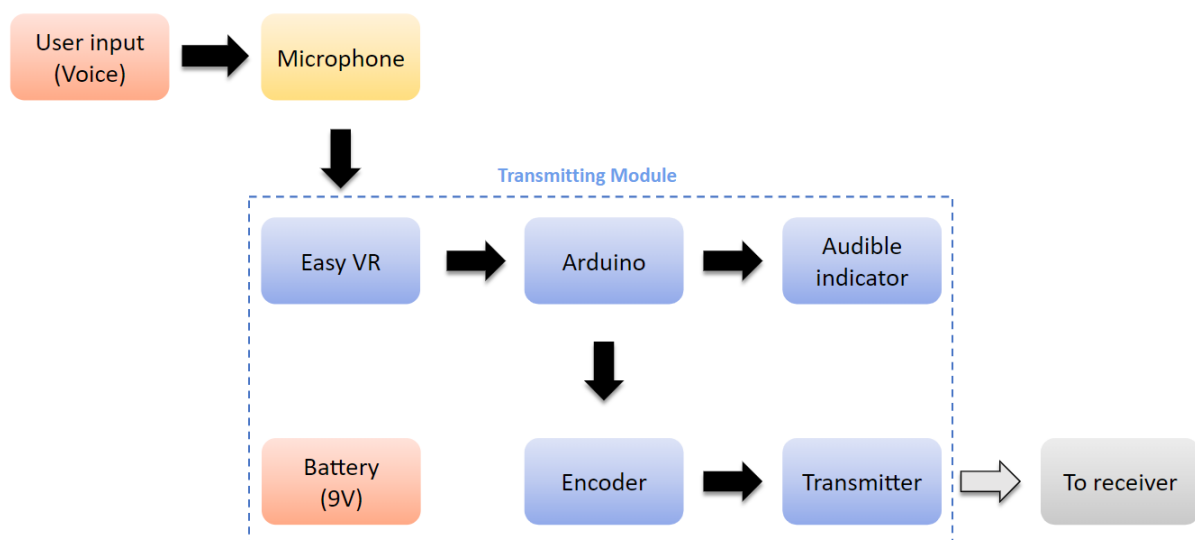 User input
(Voice)
Microphone
Transmitting Module
Easy VR
Arduino
Audible
indicator
Battery
(9V)
Encoder
Transmitter
To receiver